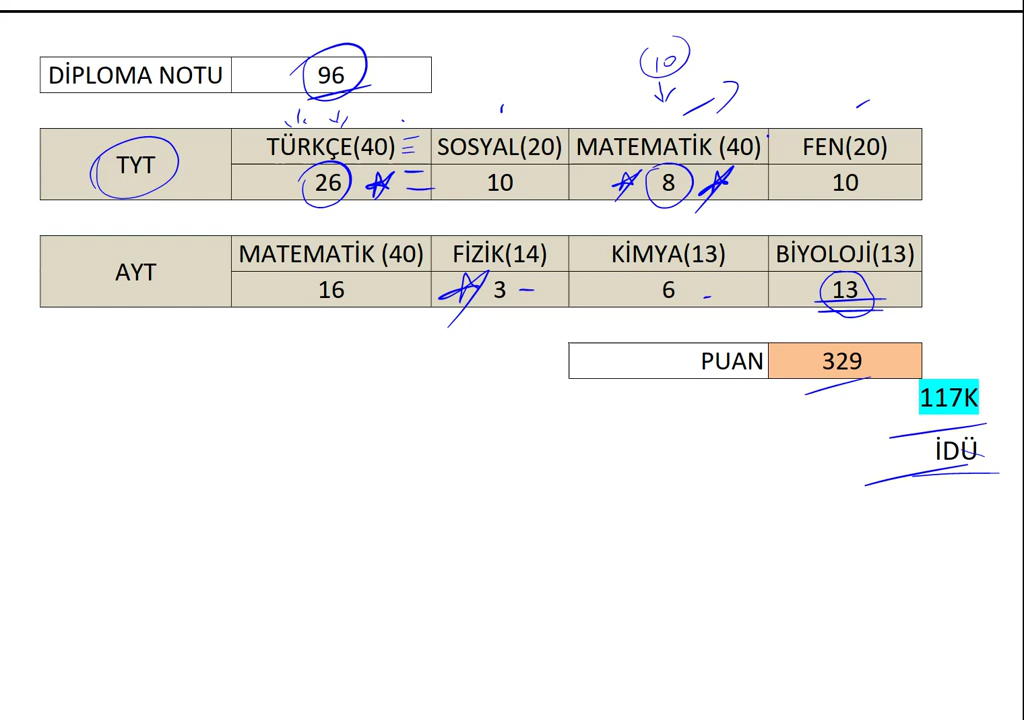 10
DİPLOMA NOTU 96
TYT TÜRKÇE(40) SOSYAL(20) MATEMATİK (40) FEN(20)
26 10 8 10
AYT MATEMATİK (40) FİZİK(14) KİMYA(13) BİYOLOJİ(13)
16 3 6 13
PUAN 329
117K
İDÜ